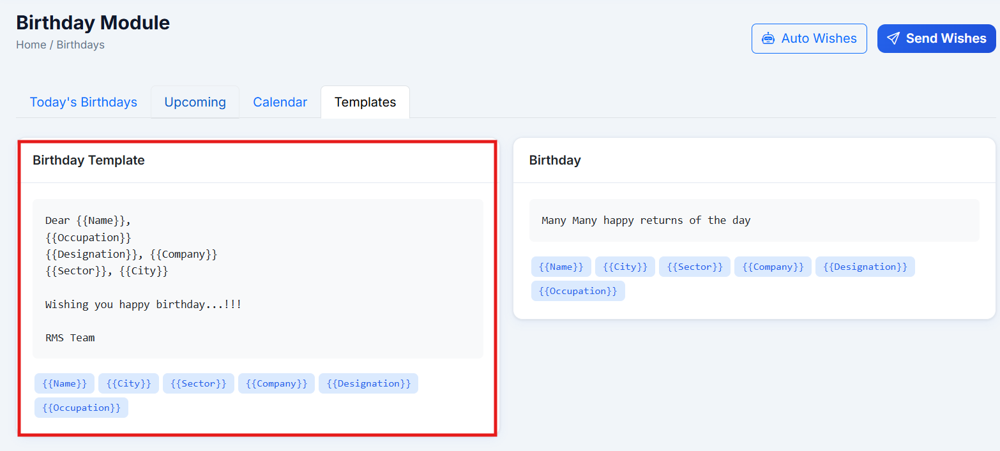 Birthday Module
Home / Birthdays
Auto Wishes
Send Wishes
Today's Birthdays
Upcoming
Calendar
Templates
Birthday Template
Dear {{Name}},
{{Occupation}}
{{Designation}}, {{Company}}
{{Sector}}, {{City}}
Wishing you happy birthday...!!!
RMS Team
{{Name}} {{City}} {{Sector}} {{Company}} {{Designation}}
{{Occupation}}
Birthday
Many Many happy returns of the day
{{Name}} {{City}} {{Sector}} {{Company}} {{Designation}}
{{Occupation}}